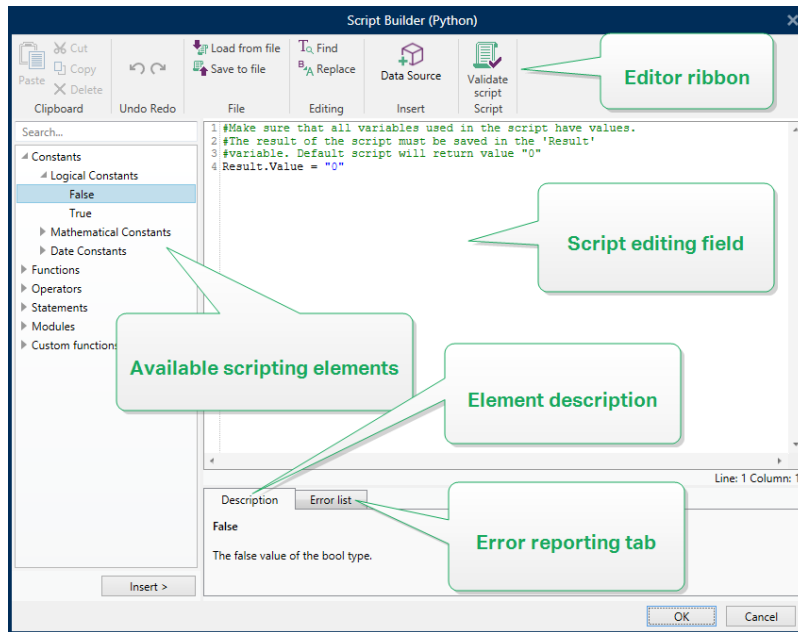 Script Builder (Python)
Paste
Cut
Copy
Delete
Clipboard
Undo Redo
Load from file
Save to file
File
Find
Replace
Editing
Data Source
Insert
Validate
script
Script
Editor ribbon
Search...
Constants
Logical Constants
False
True
Mathematical Constants
Date Constants
Functions
Operators
Statements
Modules
Custom functions
Available scripting elements
Insert >
1 #Make sure that all variables used in the script have values.
2 #The result of the script must be saved in the 'Result'
3 #variable. Default script will return value "0"
4 Result.Value = "0"
Script editing field
Element description
Line: 1 Column: 1
Description
Error list
False
The false value of the bool type.
Error reporting tab
OK
Cancel